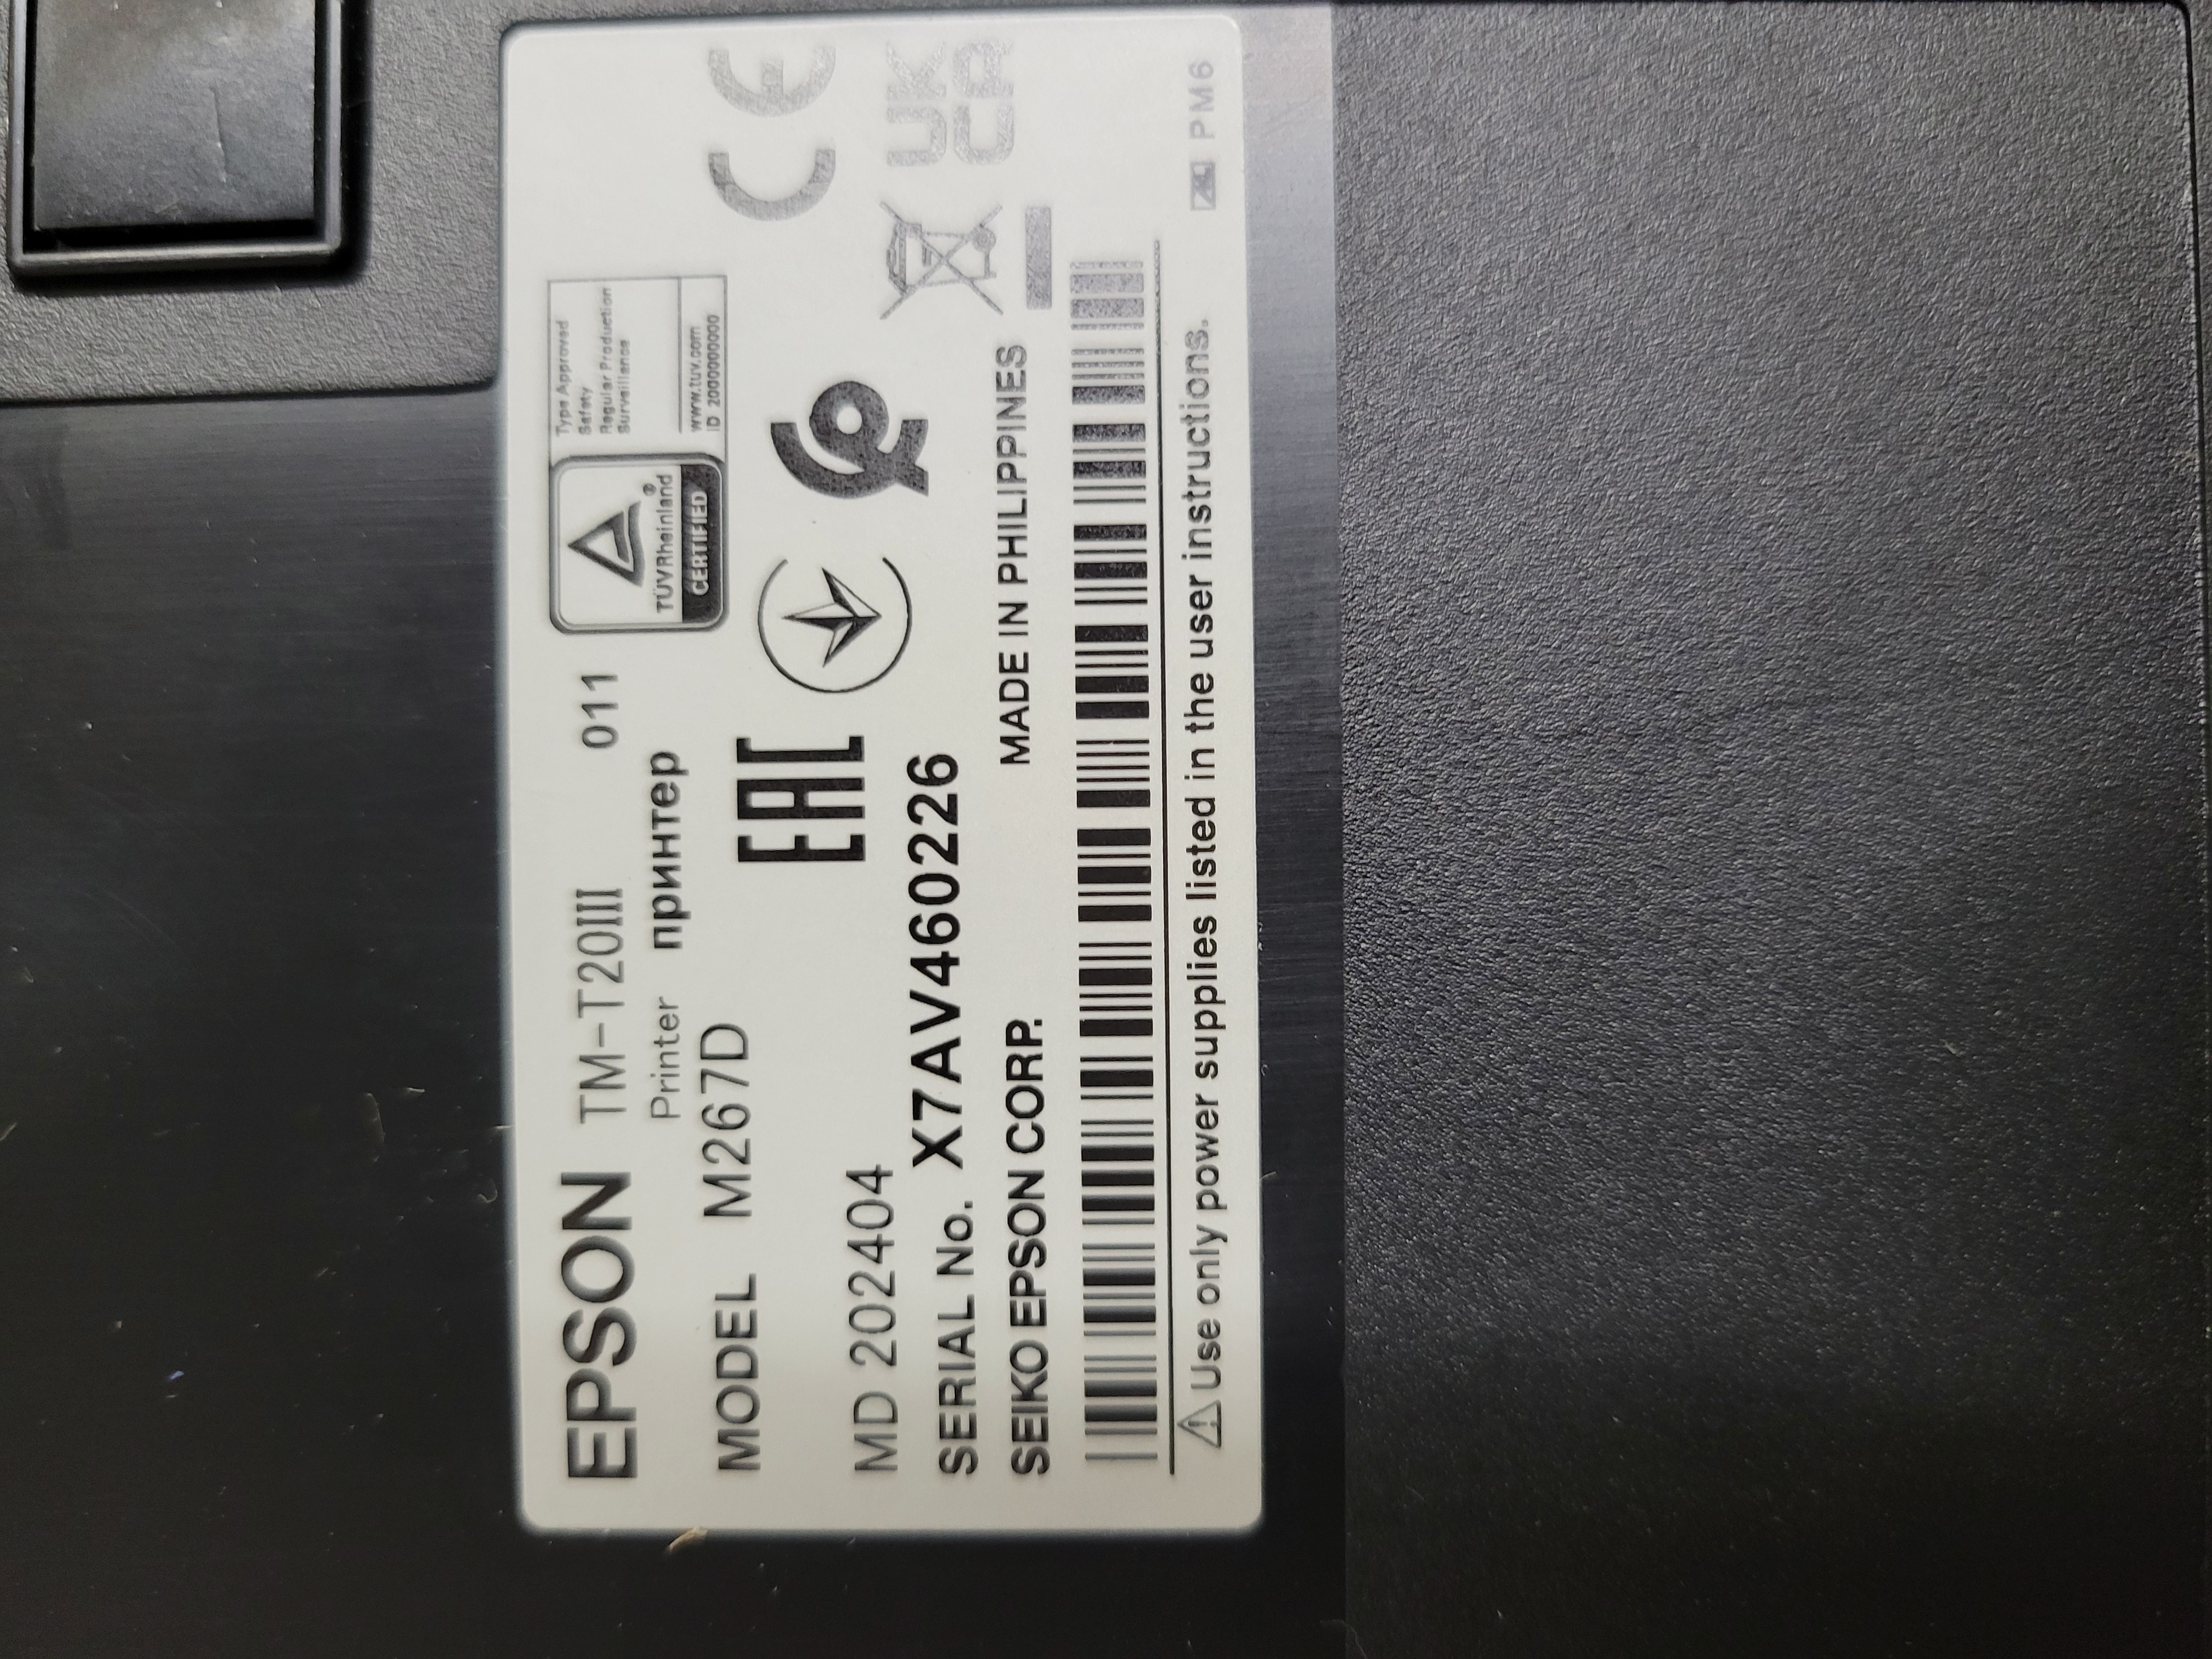 EPSON TM-T20III 011
Printer принтер
MODEL M267D
TÜVRheinland®
CERTIFIED
Type Approved
Safety
Regular Production
Surveillance
www.tuv.com
ID 2000000000
CE
EAC
MD 202404
UK
CA
SERIAL No. X7AV460226
SEIKO EPSON CORP. MADE IN PHILIPPINES
⚠ Use only power supplies listed in the user instructions.
PM6